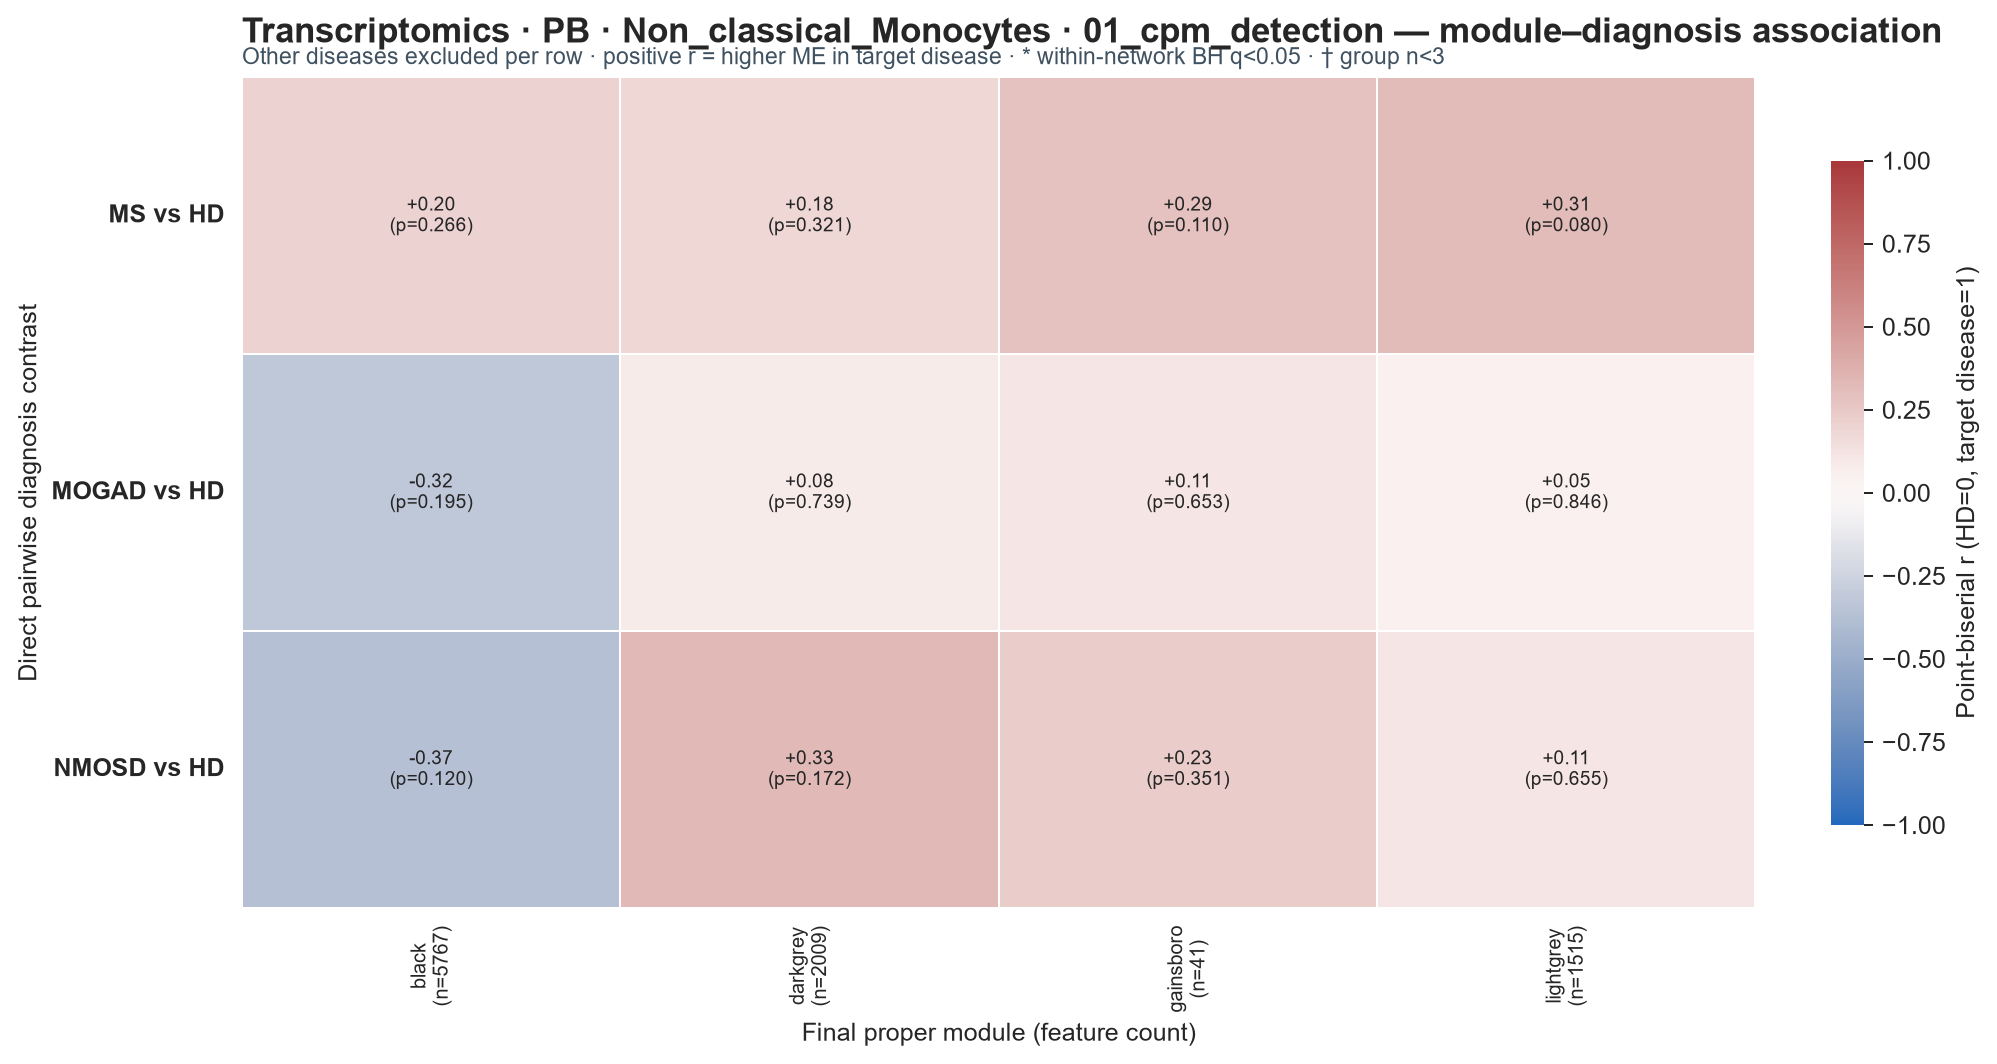 Transcriptomics · PB · Non_classical_Monocytes · 01_cpm_detection — module–diagnosis association
Other diseases excluded per row · positive r = higher ME in target disease · * within-network BH q<0.05 · † group n<3
Direct pairwise diagnosis contrast
MS vs HD
+0.20
(p=0.266)
+0.18
(p=0.321)
+0.29
(p=0.110)
+0.31
(p=0.080)
MOGAD vs HD
-0.32
(p=0.195)
+0.08
(p=0.739)
+0.11
(p=0.653)
+0.05
(p=0.846)
NMOSD vs HD
-0.37
(p=0.120)
+0.33
(p=0.172)
+0.23
(p=0.351)
+0.11
(p=0.655)
black
(n=5767)
darkgrey
(n=2009)
gainsboro
(n=41)
lightgrey
(n=1515)
Final proper module (feature count)
1.00
0.75
0.50
0.25
0.00
−0.25
−0.50
−0.75
−1.00
Point-biserial r (HD=0, target disease=1)